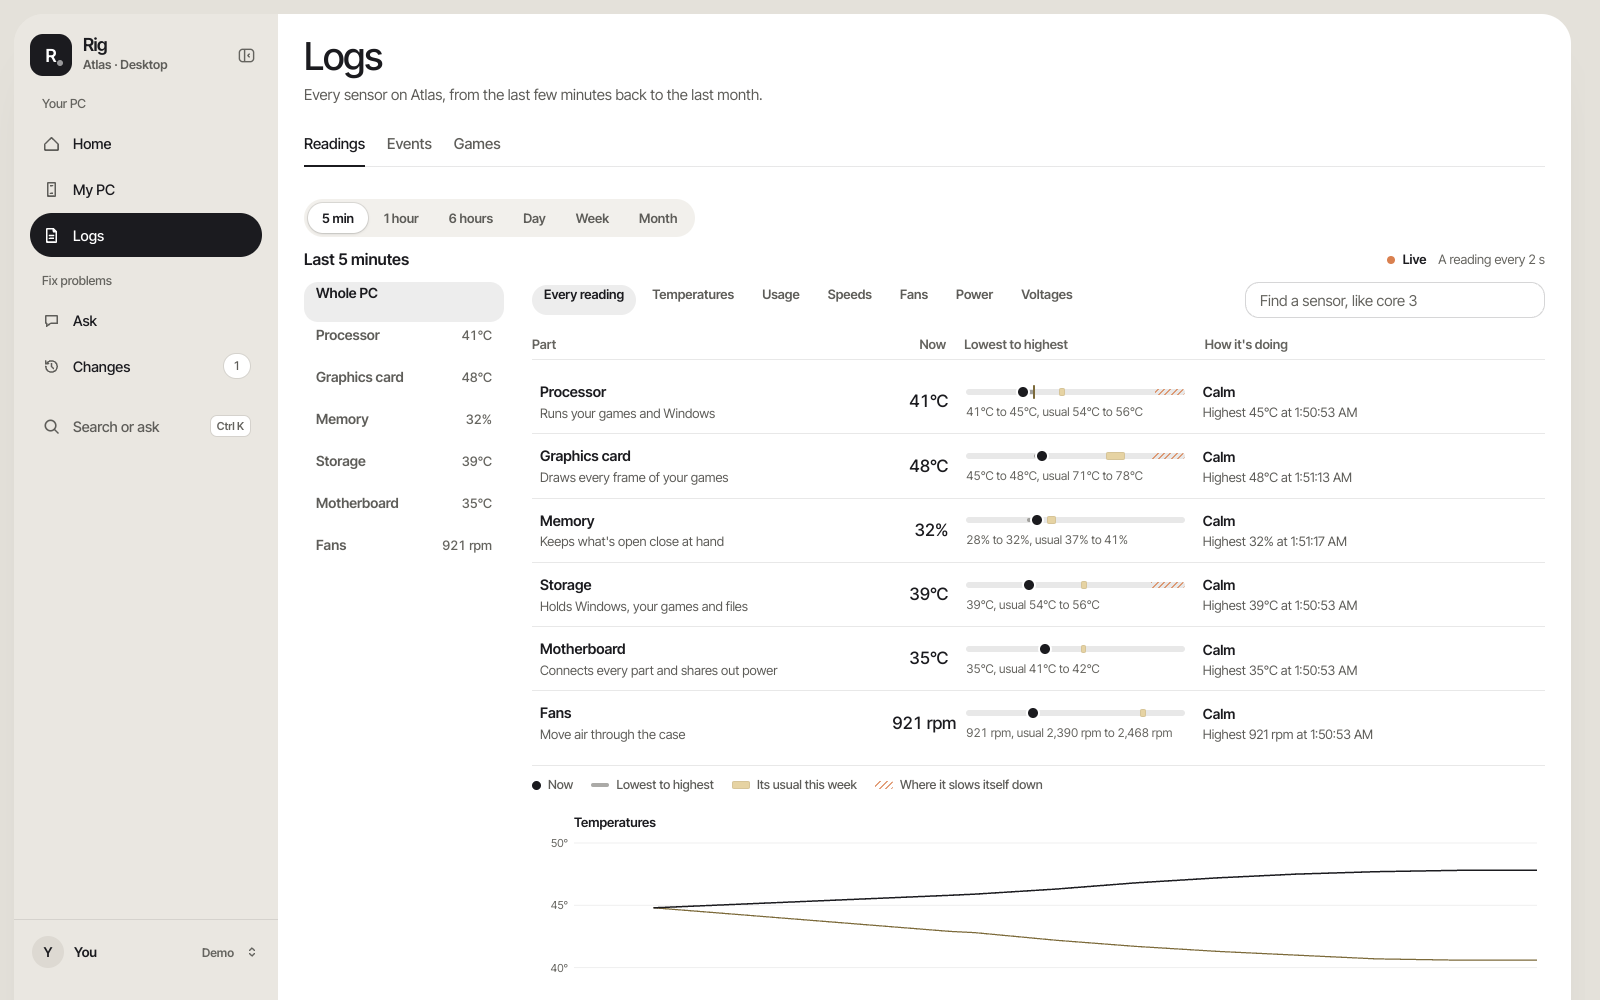 R.
Rig
Atlas · Desktop
Your PC
Home
My PC
Logs
Fix problems
Ask
Changes 1
Search or ask Ctrl K
Y You Demo
Logs
Every sensor on Atlas, from the last few minutes back to the last month.
Readings Events Games
5 min 1 hour 6 hours Day Week Month
Last 5 minutes
Live A reading every 2 s
Whole PC
Processor 41°C
Graphics card 48°C
Memory 32%
Storage 39°C
Motherboard 35°C
Fans 921 rpm
Every reading Temperatures Usage Speeds Fans Power Voltages
Find a sensor, like core 3
Part Now Lowest to highest How it's doing
Processor
Runs your games and Windows
41°C
41°C to 45°C, usual 54°C to 56°C
Calm
Highest 45°C at 1:50:53 AM
Graphics card
Draws every frame of your games
48°C
45°C to 48°C, usual 71°C to 78°C
Calm
Highest 48°C at 1:51:13 AM
Memory
Keeps what's open close at hand
32%
28% to 32%, usual 37% to 41%
Calm
Highest 32% at 1:51:17 AM
Storage
Holds Windows, your games and files
39°C
39°C, usual 54°C to 56°C
Calm
Highest 39°C at 1:50:53 AM
Motherboard
Connects every part and shares out power
35°C
35°C, usual 41°C to 42°C
Calm
Highest 35°C at 1:50:53 AM
Fans
Move air through the case
921 rpm
921 rpm, usual 2,390 rpm to 2,468 rpm
Calm
Highest 921 rpm at 1:50:53 AM
Now Lowest to highest Its usual this week Where it slows itself down
Temperatures
50°
45°
40°